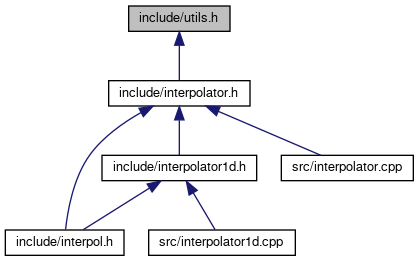 include/utils.h
include/interpolator.h
include/interpolator1d.h
src/interpolator.cpp
include/interpol.h
src/interpolator1d.cpp